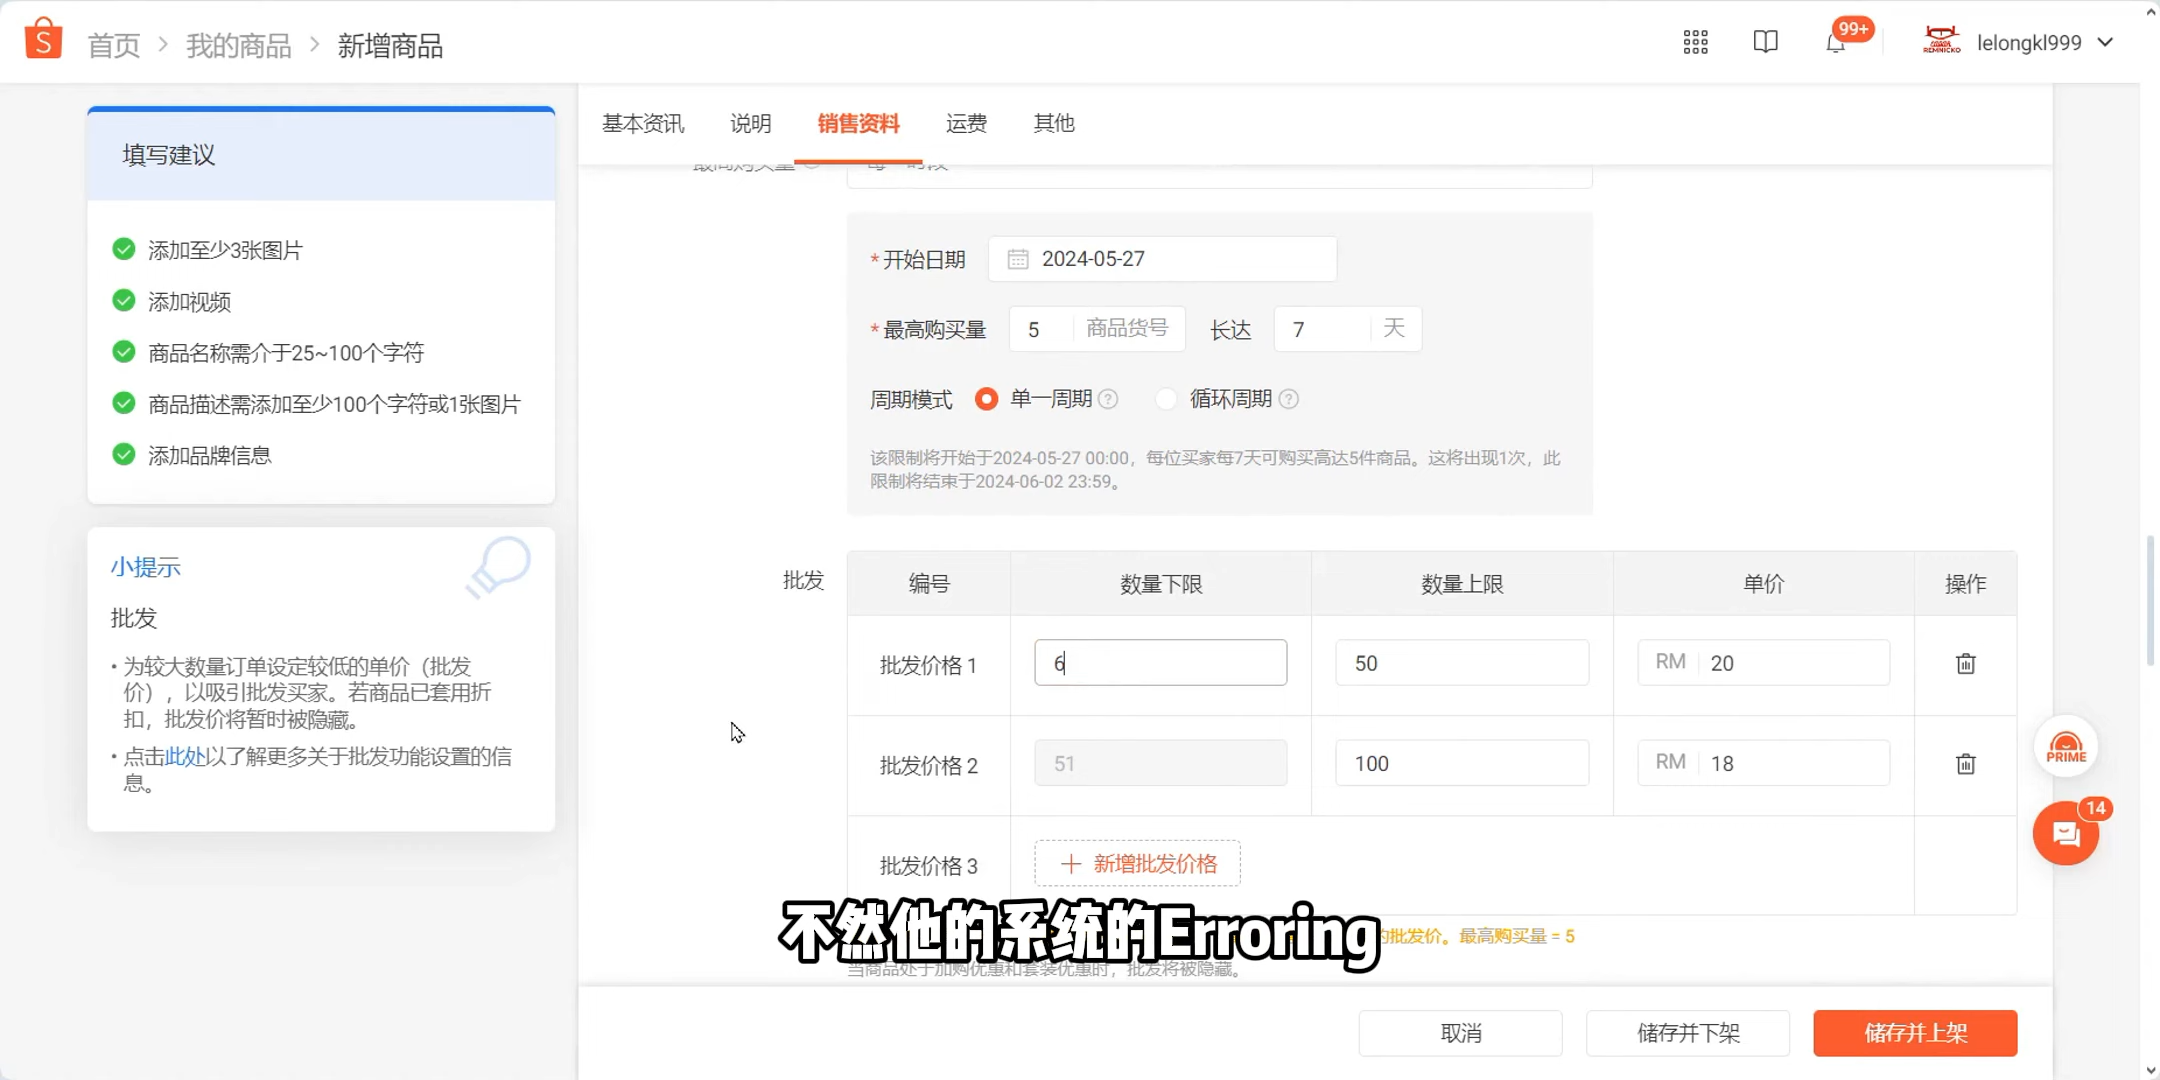 首页 > 我的商品 > 新增商品
99+
REMNICKO
lelongkl999
填写建议
添加至少3张图片
添加视频
商品名称需介于25~100个字符
商品描述需添加至少100个字符或1张图片
添加品牌信息
小提示
批发
• 为较大数量订单设定较低的单价（批发
价），以吸引批发买家。若商品已套用折
扣，批发价将暂时被隐藏。
• 点击此处以了解更多关于批发功能设置的信
息。
基本资讯 说明 销售资料 运费 其他
*开始日期 2024-05-27
*最高购买量 5 商品货号 长达 7 天
周期模式 单一周期 ? 循环周期 ?
该限制将开始于2024-05-27 00:00，每位买家每7天可购买高达5件商品。这将出现1次，此
限制将结束于2024-06-02 23:59。
批发 编号 数量下限 数量上限 单价 操作
批发价格 1 6 50 RM 20
批发价格 2 51 100 RM 18
批发价格 3 + 新增批发价格
不然他的系统的Erroring
的批发价。最高购买量 = 5
当商品处于加购优惠和套装优惠时，批发将被隐藏。
PRIME
14
取消 储存并下架 储存并上架